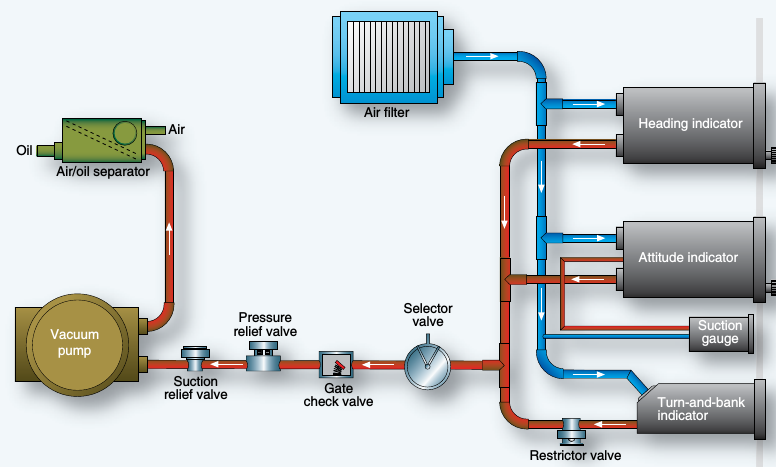 Air filter
Heading indicator
Air
Oil
Air/oil separator
Attitude indicator
Selector
valve
Pressure
relief valve
Suction
gauge
Vacuum
pump
Suction
relief valve
Gate
check valve
Turn-and-bank
indicator
Restrictor valve